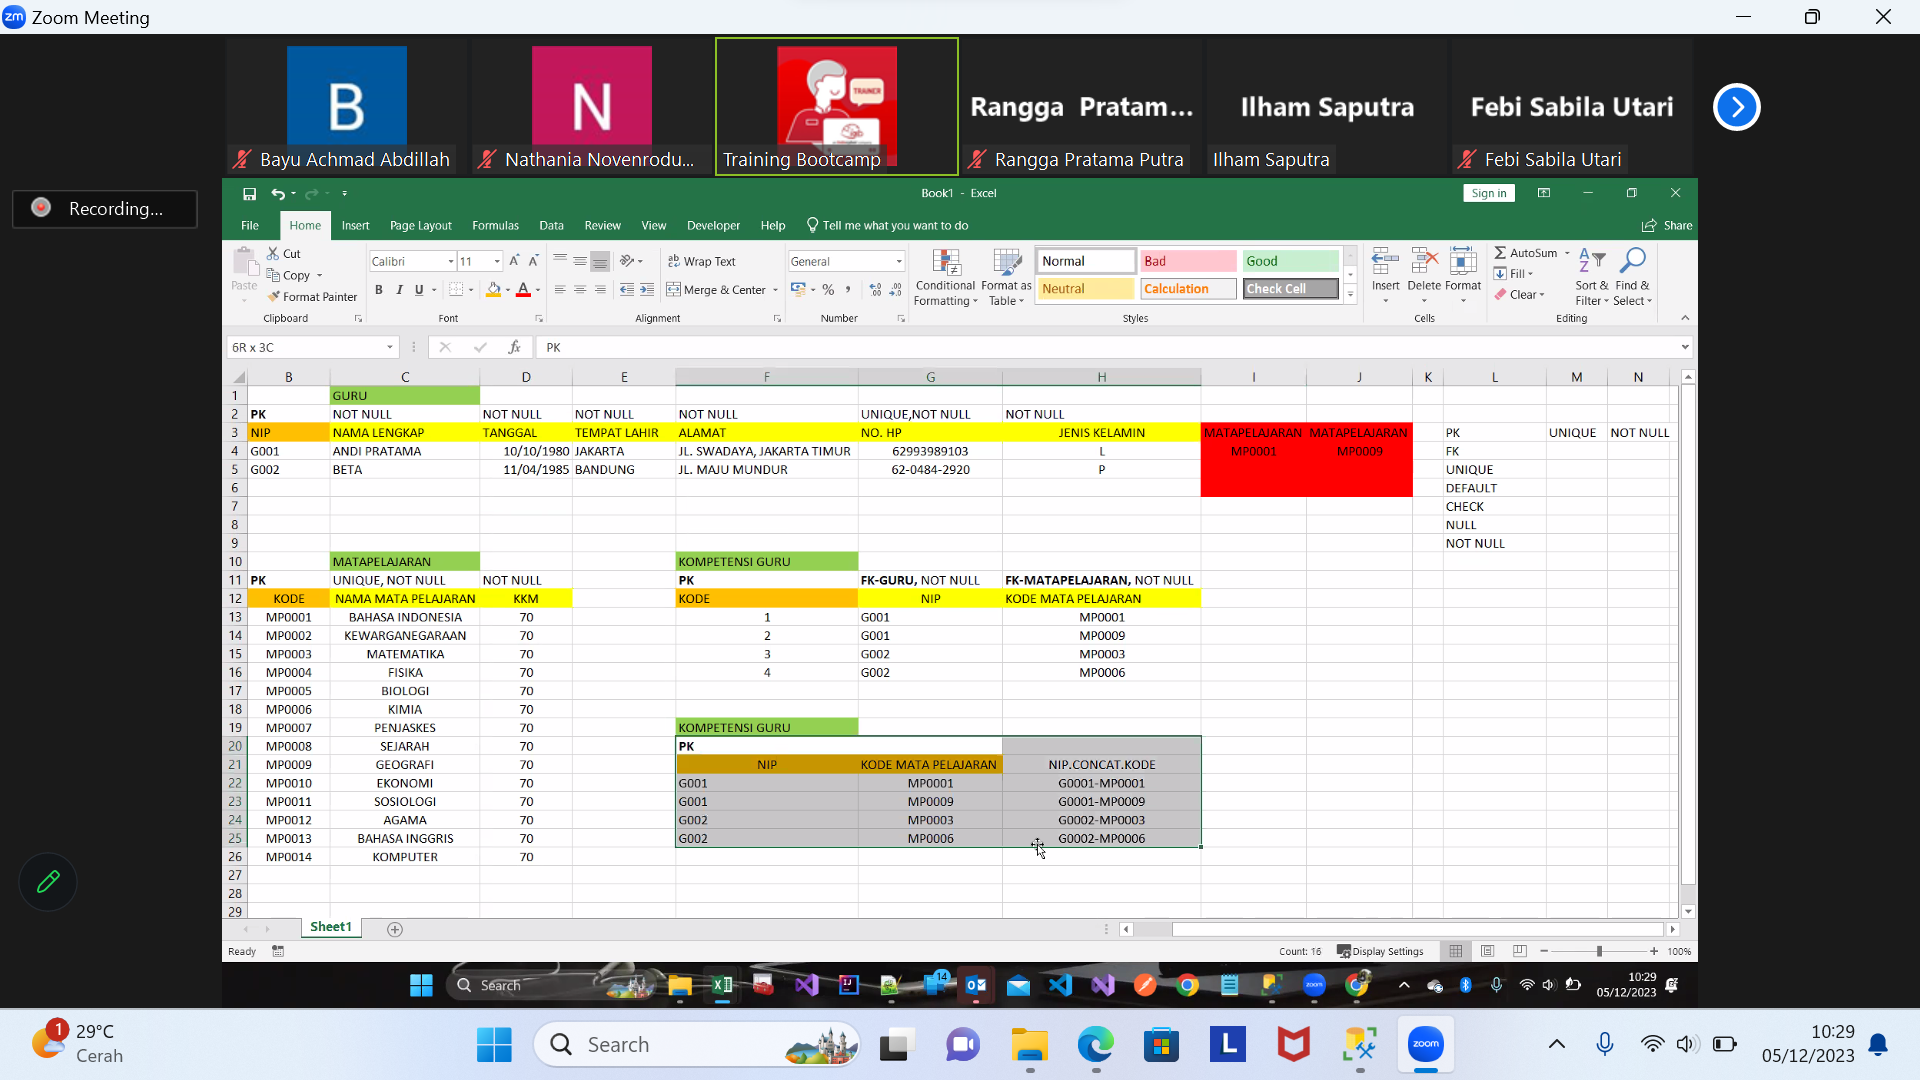 zm Zoom Meeting
B
N
TRAINER
Rangga Pratam...
Ilham Saputra
Febi Sabila Utari
Bayu Achmad Abdillah
Nathania Novenrodu...
Training Bootcamp
Rangga Pratama Putra
Ilham Saputra
Febi Sabila Utari
Recording...
Book1 - Excel
Sign in
File Home Insert Page Layout Formulas Data Review View Developer Help Tell me what you want to do
Share
Paste
Cut
Copy
Format Painter
Clipboard
Calibri 11
B I U
Font
Wrap Text
Merge & Center
Alignment
General
Number
Conditional Formatting
Format as Table
Normal Bad Good
Neutral Calculation Check Cell
Styles
Insert Delete Format
Cells
AutoSum
Fill
Clear
Sort & Filter
Find & Select
Editing
6R x 3C
fx PK
B C D E F G H I J K L M N
1 GURU
2 PK NOT NULL NOT NULL NOT NULL NOT NULL UNIQUE,NOT NULL NOT NULL
3 NIP NAMA LENGKAP TANGGAL TEMPAT LAHIR ALAMAT NO. HP JENIS KELAMIN MATAPELAJARAN MATAPELAJARAN PK UNIQUE NOT NULL
4 G001 ANDI PRATAMA 10/10/1980 JAKARTA JL. SWADAYA, JAKARTA TIMUR 62993989103 L MP0001 MP0009 FK
5 G002 BETA 11/04/1985 BANDUNG JL. MAJU MUNDUR 62-0484-2920 P UNIQUE
6 DEFAULT
7 CHECK
8 NULL
9 NOT NULL
10 MATAPELAJARAN KOMPETENSI GURU
11 PK UNIQUE, NOT NULL NOT NULL PK FK-GURU, NOT NULL FK-MATAPELAJARAN, NOT NULL
12 KODE NAMA MATA PELAJARAN KKM KODE NIP KODE MATA PELAJARAN
13 MP0001 BAHASA INDONESIA 70 1 G001 MP0001
14 MP0002 KEWARGANEGARAAN 70 2 G001 MP0009
15 MP0003 MATEMATIKA 70 3 G002 MP0003
16 MP0004 FISIKA 70 4 G002 MP0006
17 MP0005 BIOLOGI 70
18 MP0006 KIMIA 70
19 MP0007 PENJASKES 70 KOMPETENSI GURU
20 MP0008 SEJARAH 70 PK
21 MP0009 GEOGRAFI 70 NIP KODE MATA PELAJARAN NIP.CONCAT.KODE
22 MP0010 EKONOMI 70 G001 MP0001 G0001-MP0001
23 MP0011 SOSIOLOGI 70 G001 MP0009 G0001-MP0009
24 MP0012 AGAMA 70 G002 MP0003 G0002-MP0003
25 MP0013 BAHASA INGGRIS 70 G002 MP0006 G0002-MP0006
26 MP0014 KOMPUTER 70
27
28
29
Sheet1
Ready
Count: 16 Display Settings 100%
Search
14
zoom
10:29
05/12/2023
1
29°C
Cerah
Search
L
zoom
10:29
05/12/2023